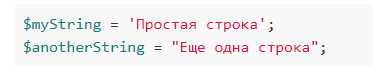 $myString = 'Простая строка';
$anotherString = "Еще одна строка";